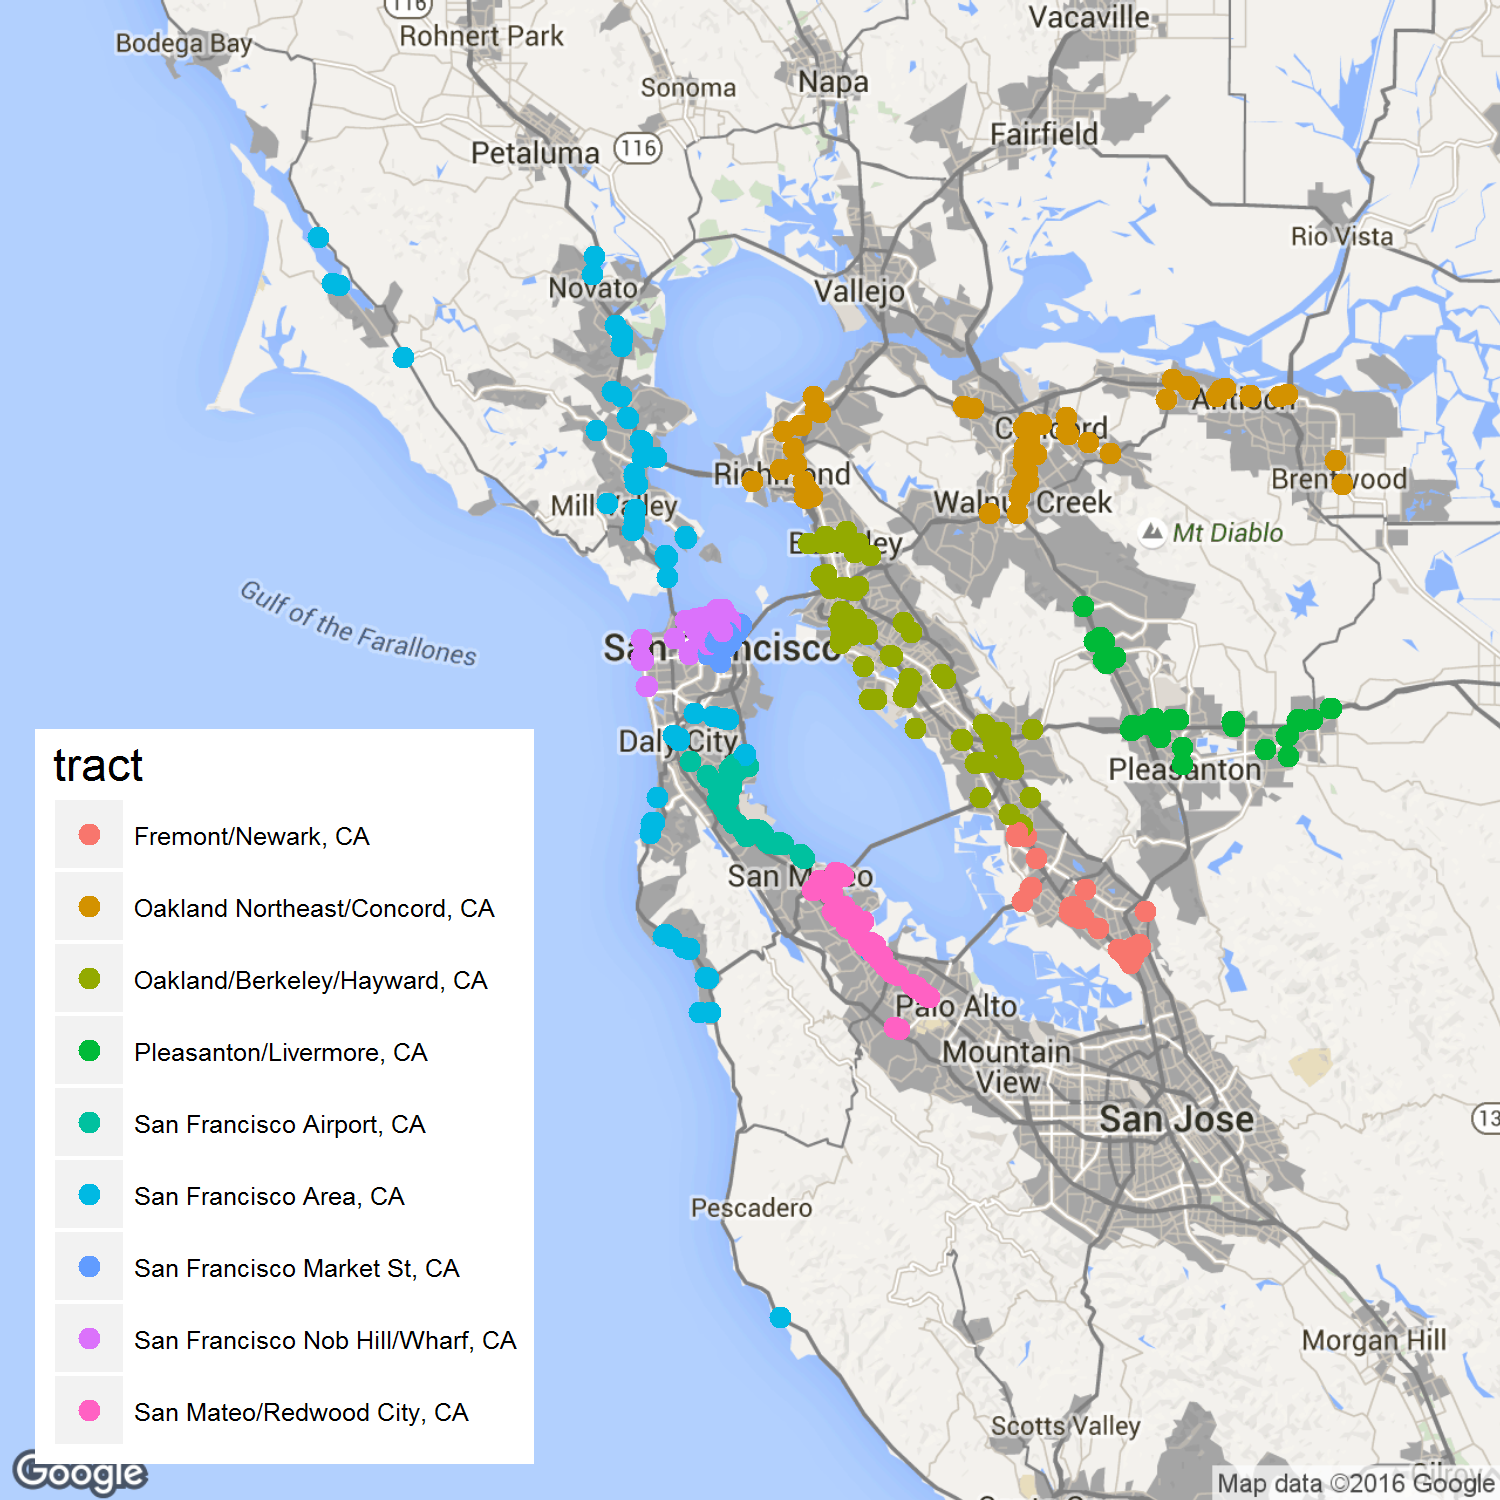 116
Vacaville
Rohnert Park
Bodega Bay
Napa
Sonoma
Fairfield
Petaluma
116
Rio Vista
Novato
Vallejo
Antioch
Concord
Richmond
Brentwood
Mill Valley
Walnut Creek
Mt Diablo
Berkeley
Gulf of the Farallones
San Francisco
Daly City
Pleasanton
tract
Fremont/Newark, CA
Oakland Northeast/Concord, CA
Oakland/Berkeley/Hayward, CA
Pleasanton/Livermore, CA
San Francisco Airport, CA
San Francisco Area, CA
San Francisco Market St, CA
San Francisco Nob Hill/Wharf, CA
San Mateo/Redwood City, CA
San Mateo
Palo Alto
Mountain
View
San Jose
13
Pescadero
Morgan Hill
Scotts Valley
Gilroy
Google
Map data ©2016 Google